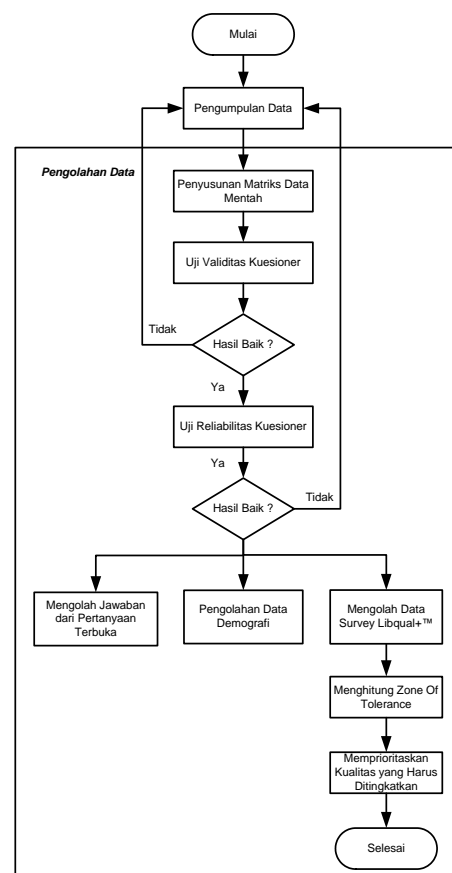 Mulai
Pengumpulan Data
Pengolahan Data
Penyusunan Matriks Data
Mentah
Uji Validitas Kuesioner
Tidak
Hasil Baik ?
Ya
Uji Reliabilitas Kuesioner
Ya
Hasil Baik ?
Tidak
Mengolah Jawaban
dari Pertanyaan
Terbuka
Pengolahan Data
Demografi
Mengolah Data
Survey Libqual+™
Menghitung Zone Of
Tolerance
Memprioritaskan
Kualitas yang Harus
Ditingkatkan
Selesai